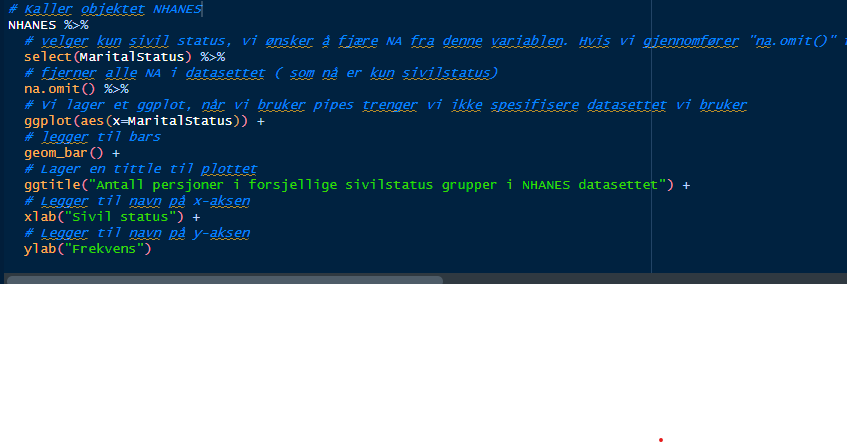 # Kaller objektet NHANES
NHANES %>%
# velger kun sivil status, vi ønsker å fjære NA fra denne variablen. Hvis vi gjennomfører "na.omit()"
select(MaritalStatus) %>%
# fjerner alle NA i datasettet ( som nå er kun sivilstatus)
na.omit() %>%
# Vi lager et ggplot, når vi bruker pipes trenger vi ikke spesifisere datasettet vi bruker
ggplot(aes(x=MaritalStatus)) +
# legger til bars
geom_bar() +
# Lager en tittle til plottet
ggtitle("Antall persjoner i forsjellige sivilstatus grupper i NHANES datasettet") +
# Legger til navn på x-aksen
xlab("Sivil status") +
# Legger til navn på y-aksen
ylab("Frekvens")